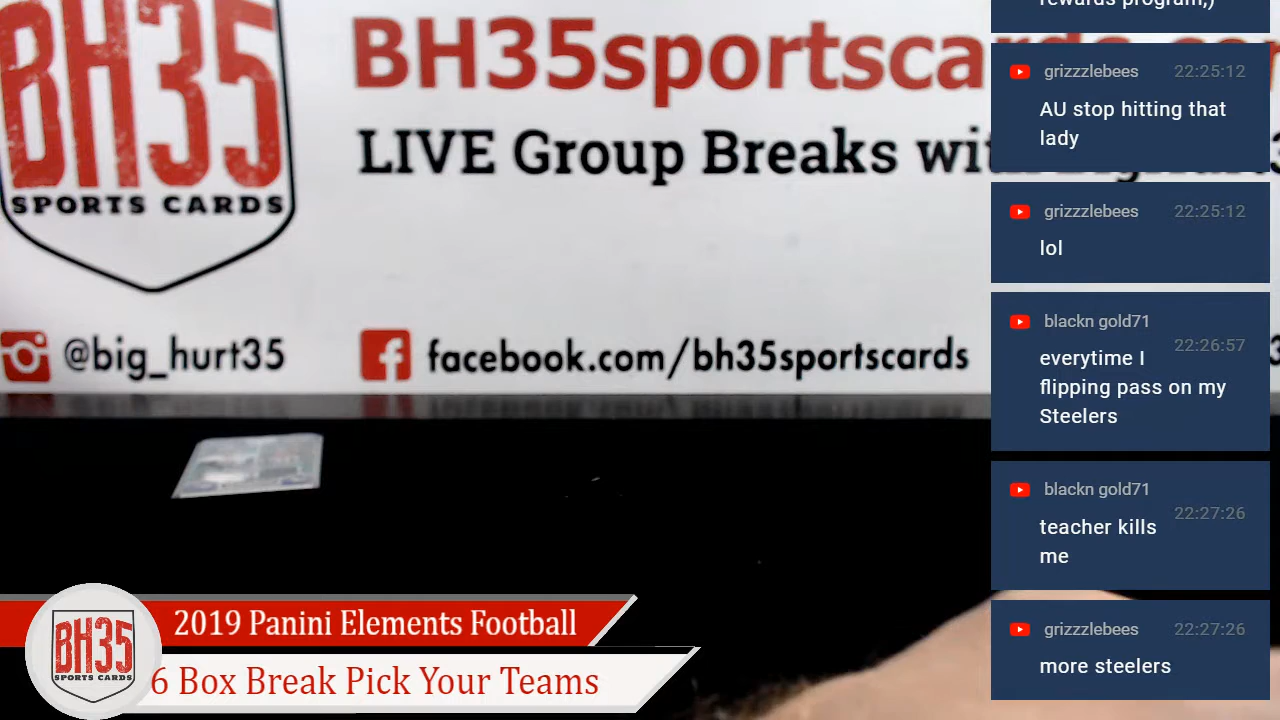 BH35
SPORTS CARDS
BH35sportsca
LIVE Group Breaks
@big_hurt35
facebook.com/bh35sportscards
grizzzlebees 22:25:12
AU stop hitting that
lady
grizzzlebees 22:25:12
lol
blackn gold71
22:26:57
everytime I
flipping pass on my
Steelers
blackn gold71
22:27:26
teacher kills
me
grizzzlebees 22:27:26
more steelers
BH35
SPORTS CARDS
2019 Panini Elements Football
6 Box Break Pick Your Teams